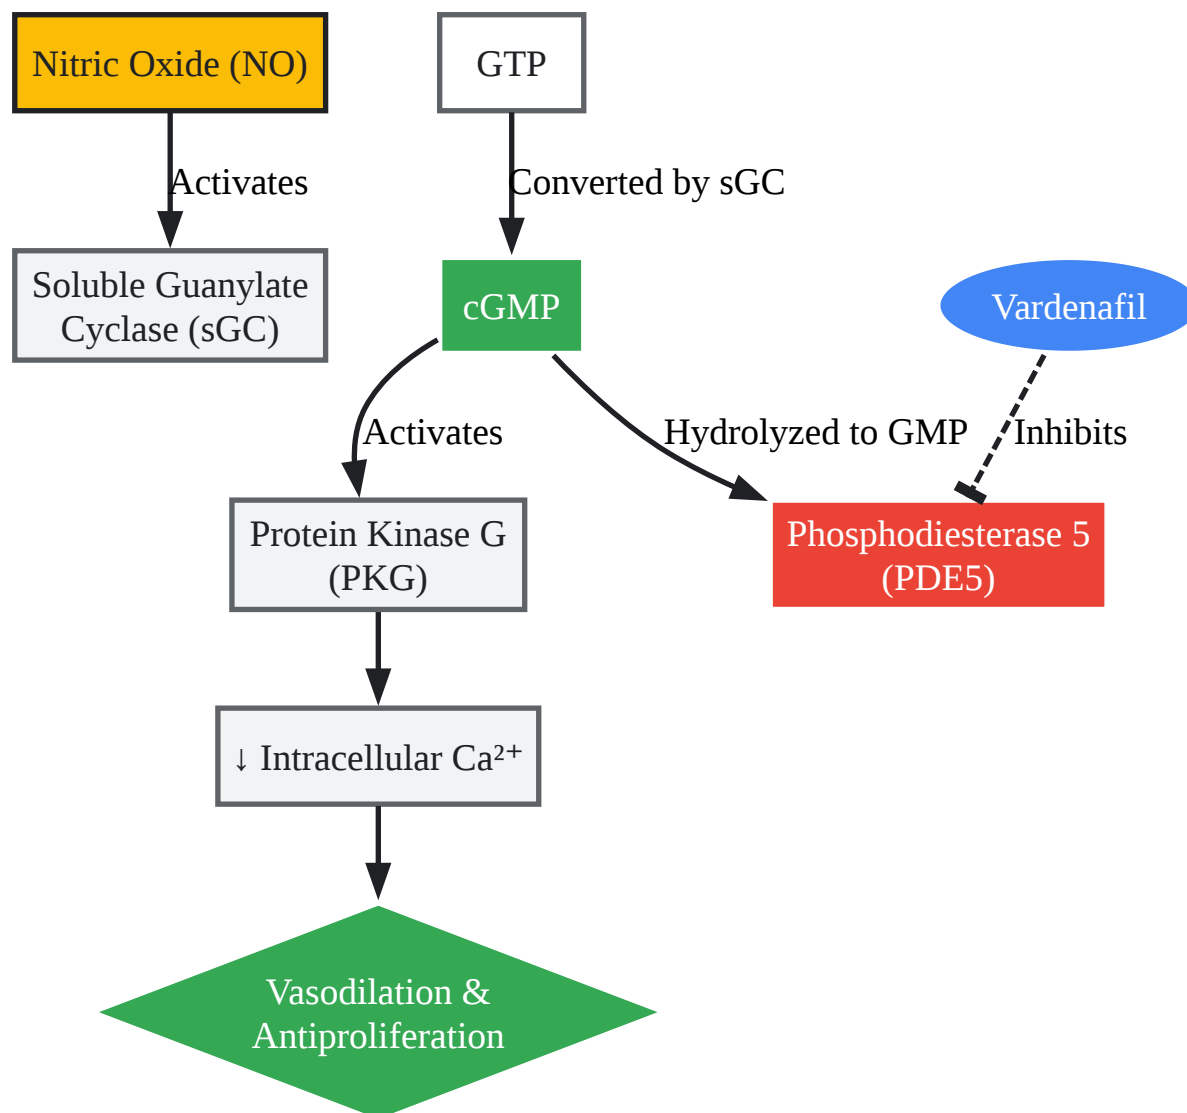 Nitric Oxide (NO)
GTP
Activates
Converted by sGC
Soluble Guanylate
Cyclase (sGC)
cGMP
Vardenafil
Activates
Hydrolyzed to GMP
Inhibits
Protein Kinase G
(PKG)
Phosphodiesterase 5
(PDE5)
↓ Intracellular Ca²⁺
Vasodilation &
Antiproliferation